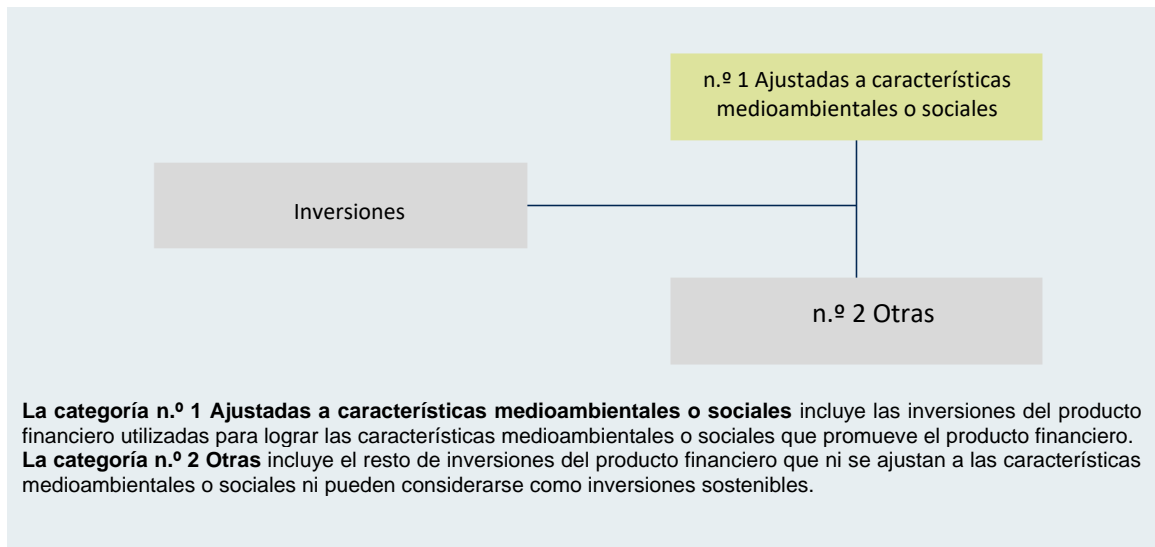 n.º 1 Ajustadas a características
medioambientales o sociales
Inversiones
n.º 2 Otras
La categoría n.º 1 Ajustadas a características medioambientales o sociales incluye las inversiones del producto
financiero utilizadas para lograr las características medioambientales o sociales que promueve el producto financiero.
La categoría n.º 2 Otras incluye el resto de inversiones del producto financiero que ni se ajustan a las características
medioambientales o sociales ni pueden considerarse como inversiones sostenibles.